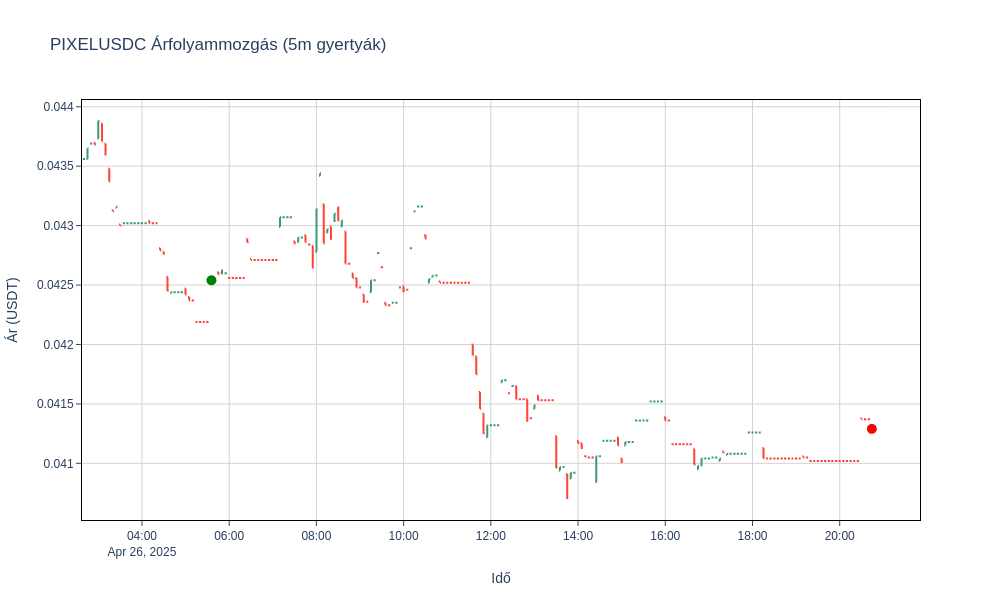 PIXELUSDC Árfolyammozgás (5m gyertyák)
0.044
0.0435
0.043
0.0425
0.042
0.0415
0.041
Ár (USDT)
04:00 06:00 08:00 10:00 12:00 14:00 16:00 18:00 20:00
Apr 26, 2025
Idő